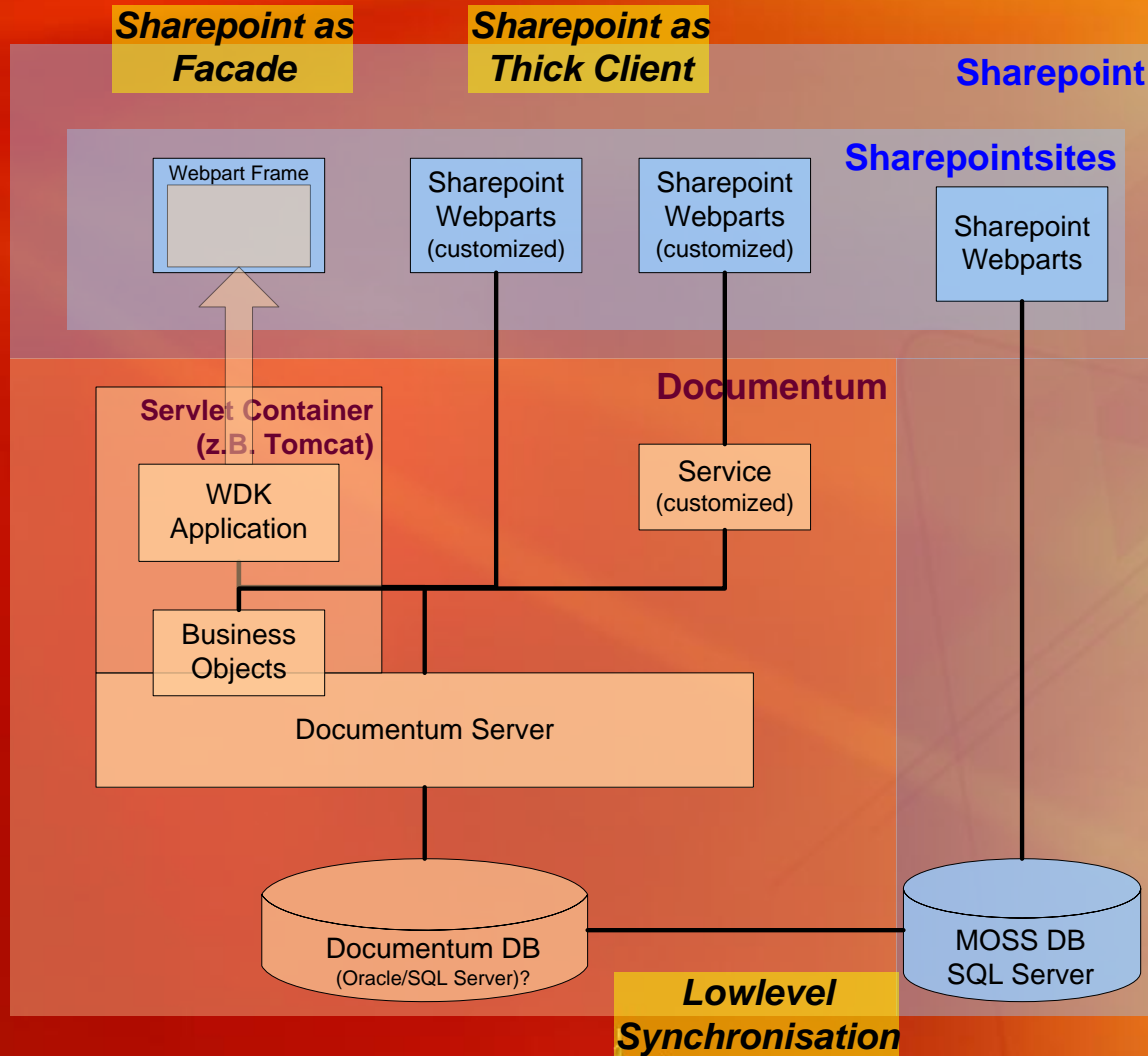 Sharepoint as
Facade
Sharepoint as
Thick Client
Sharepoint
Sharepointsites
Webpart Frame
Sharepoint
Webparts
(customized)
Sharepoint
Webparts
(customized)
Sharepoint
Webparts
Documentum
Servlet Container
(z.B. Tomcat)
WDK
Application
Service
(customized)
Business
Objects
Documentum Server
Documentum DB
(Oracle/SQL Server)?
MOSS DB
SQL Server
Lowlevel
Synchronisation